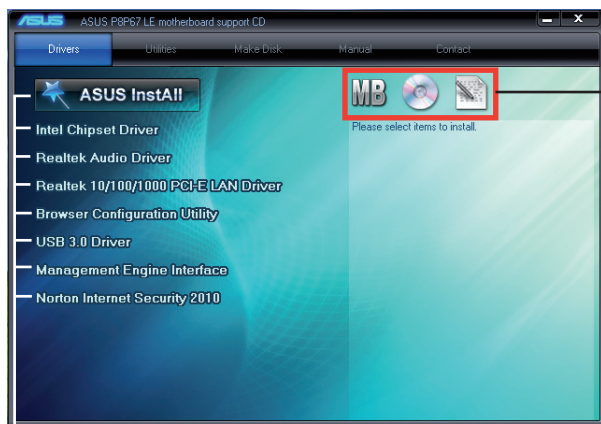 ASUS ASUS P8P67 LE motherboard support CD
Drivers Utilities Make Disk Manual Contact
ASUS InstAll
MB
Please select items to install.
Intel Chipset Driver
Realtek Audio Driver
Realtek 10/100/1000 PCI-E LAN Driver
Browser Configuration Utility
USB 3.0 Driver
Management Engine Interface
Norton Internet Security 2010